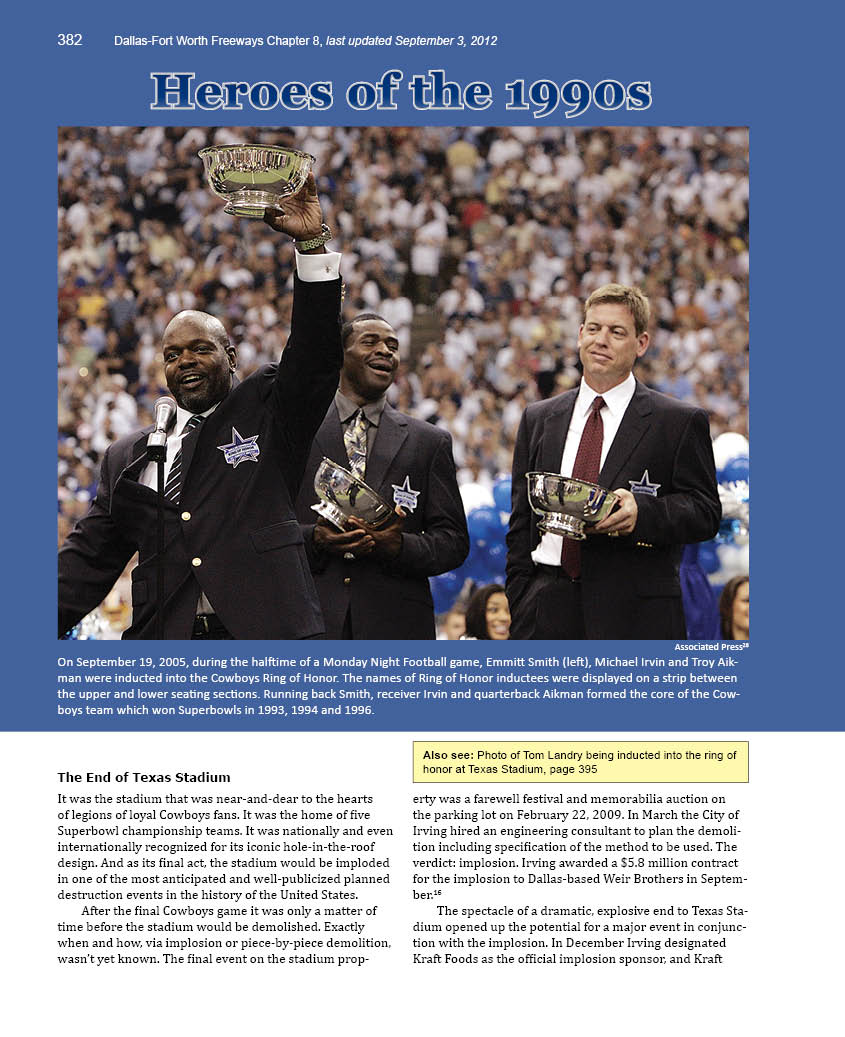 382 Dallas-Fort Worth Freeways Chapter 8, last updated September 3, 2012
Heroes of the 1990s
Associated Press²⁸
On September 19, 2005, during the halftime of a Monday Night Football game, Emmitt Smith (left), Michael Irvin and Troy Aik-
man were inducted into the Cowboys Ring of Honor. The names of Ring of Honor inductees were displayed on a strip between
the upper and lower seating sections. Running back Smith, receiver Irvin and quarterback Aikman formed the core of the Cow-
boys team which won Superbowls in 1993, 1994 and 1996.
The End of Texas Stadium
It was the stadium that was near-and-dear to the hearts
of legions of loyal Cowboys fans. It was the home of five
Superbowl championship teams. It was nationally and even
internationally recognized for its iconic hole-in-the-roof
design. And as its final act, the stadium would be imploded
in one of the most anticipated and well-publicized planned
destruction events in the history of the United States.
After the final Cowboys game it was only a matter of
time before the stadium would be demolished. Exactly
when and how, via implosion or piece-by-piece demolition,
wasn't yet known. The final event on the stadium prop-
Also see: Photo of Tom Landry being inducted into the ring of
honor at Texas Stadium, page 395
erty was a farewell festival and memorabilia auction on
the parking lot on February 22, 2009. In March the City of
Irving hired an engineering consultant to plan the demoli-
tion including specification of the method to be used. The
verdict: implosion. Irving awarded a $5.8 million contract
for the implosion to Dallas-based Weir Brothers in Septem-
ber.¹⁶
The spectacle of a dramatic, explosive end to Texas Sta-
dium opened up the potential for a major event in conjunc-
tion with the implosion. In December Irving designated
Kraft Foods as the official implosion sponsor, and Kraft